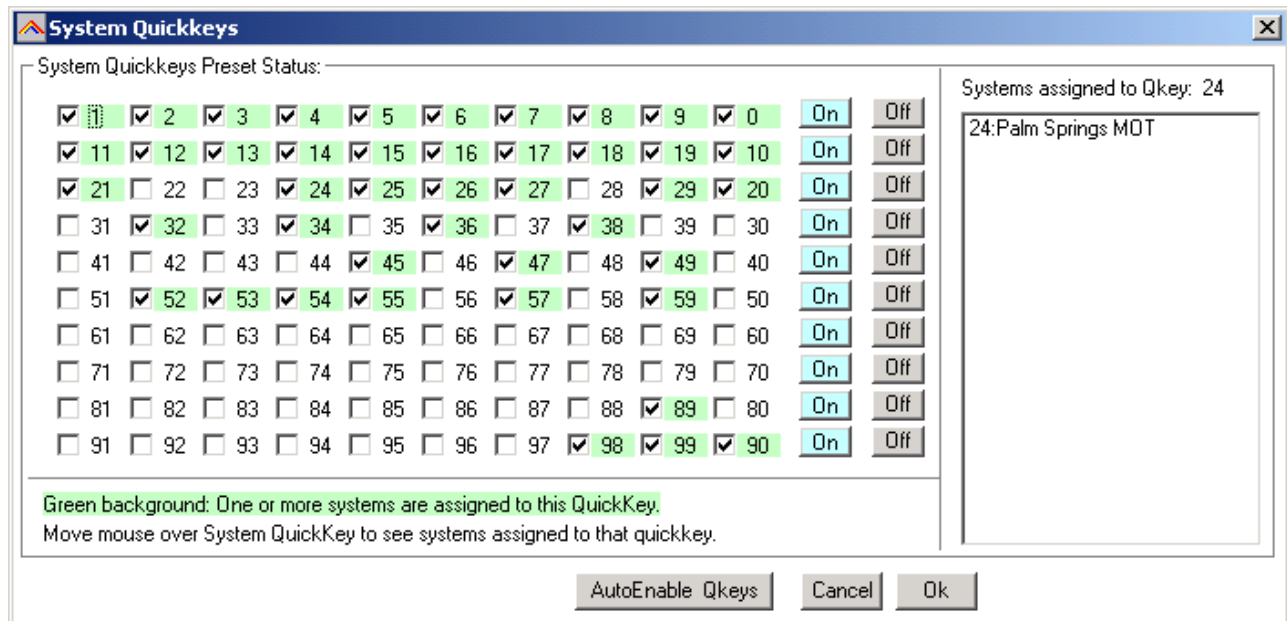 System Quickkeys
System Quickkeys Preset Status:
1 2 3 4 5 6 7 8 9 0 On Off
11 12 13 14 15 16 17 18 19 10 On Off
21 22 23 24 25 26 27 28 29 20 On Off
31 32 33 34 35 36 37 38 39 30 On Off
41 42 43 44 45 46 47 48 49 40 On Off
51 52 53 54 55 56 57 58 59 50 On Off
61 62 63 64 65 66 67 68 69 60 On Off
71 72 73 74 75 76 77 78 79 70 On Off
81 82 83 84 85 86 87 88 89 80 On Off
91 92 93 94 95 96 97 98 99 90 On Off
Green background: One or more systems are assigned to this QuickKey.
Move mouse over System QuickKey to see systems assigned to that quickkey.
Systems assigned to Qkey: 24
24:Palm Springs MOT
AutoEnable Qkeys Cancel Ok